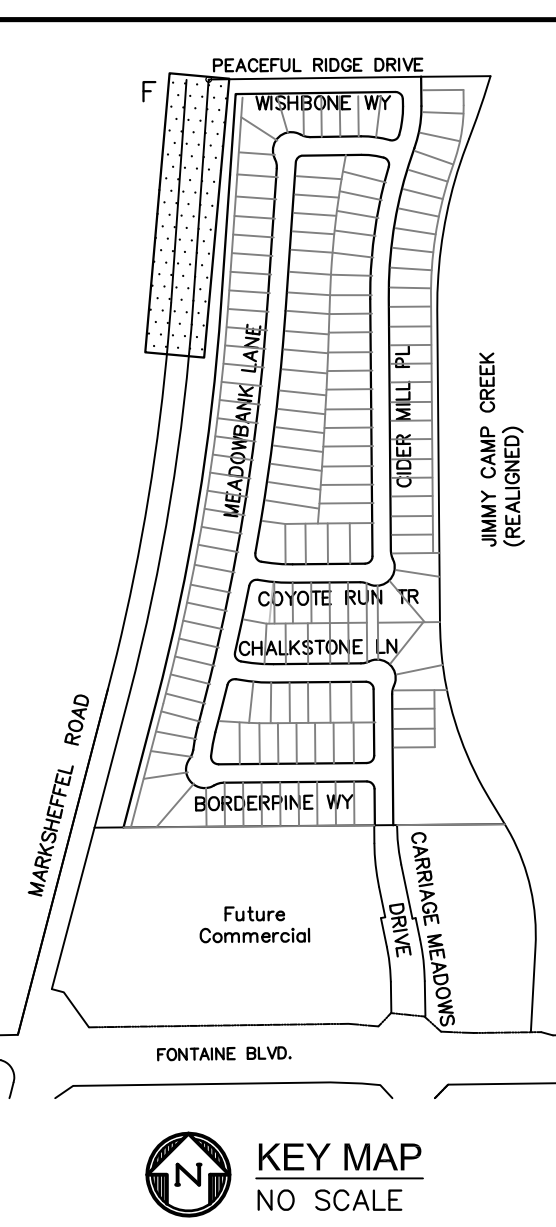 PEACEFUL RIDGE DRIVE
F
WISHBONE WY
MEADOWBANK LANE
CIDER MILL PL
JIMMY CAMP CREEK
(REALIGNED)
COYOTE RUN TR
CHALKSTONE LN
MARKSHEFFEL ROAD
BORDERPINE WY
CARRIAGE MEADOWS
DRIVE
Future
Commercial
FONTAINE BLVD.
N
KEY MAP
NO SCALE